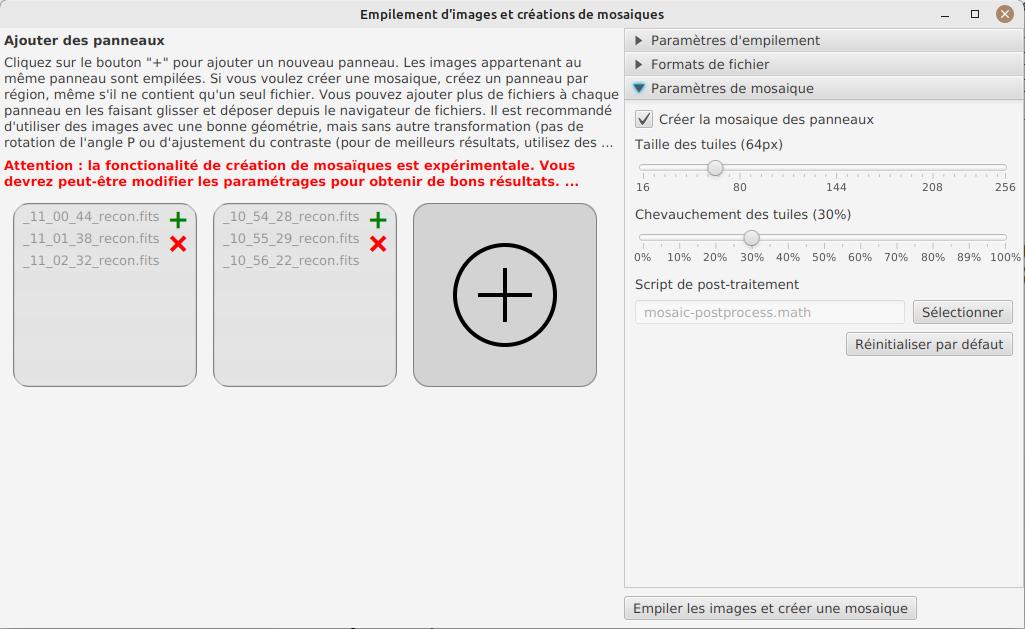 Empilement d'images et créations de mosaiques
Ajouter des panneaux
Cliquez sur le bouton "+" pour ajouter un nouveau panneau. Les images appartenant au
même panneau sont empilées. Si vous voulez créer une mosaique, créez un panneau par
région, même s'il ne contient qu'un seul fichier. Vous pouvez ajouter plus de fichiers à chaque
panneau en les faisant glisser et déposer depuis le navigateur de fichiers. Il est recommandé
d'utiliser des images avec une bonne géométrie, mais sans autre transformation (pas de
rotation de l'angle P ou d'ajustement du contraste (pour de meilleurs résultats, utilisez des ...
Attention : la fonctionalité de création de mosaïques est expérimentale. Vous
devrez peut-être modifier les paramétrages pour obtenir de bons résultats. ...
_11_00_44_recon.fits
_11_01_38_recon.fits
_11_02_32_recon.fits
_10_54_28_recon.fits
_10_55_29_recon.fits
_10_56_22_recon.fits
Paramètres d'empilement
Formats de fichier
Paramètres de mosaique
Créer la mosaique des panneaux
Taille des tuiles (64px)
16 80 144 208 256
Chevauchement des tuiles (30%)
0% 10% 20% 30% 40% 50% 60% 70% 80% 89% 100%
Script de post-traitement
mosaic-postprocess.math
Sélectionner
Réinitialiser par défaut
Empiler les images et créer une mosaique